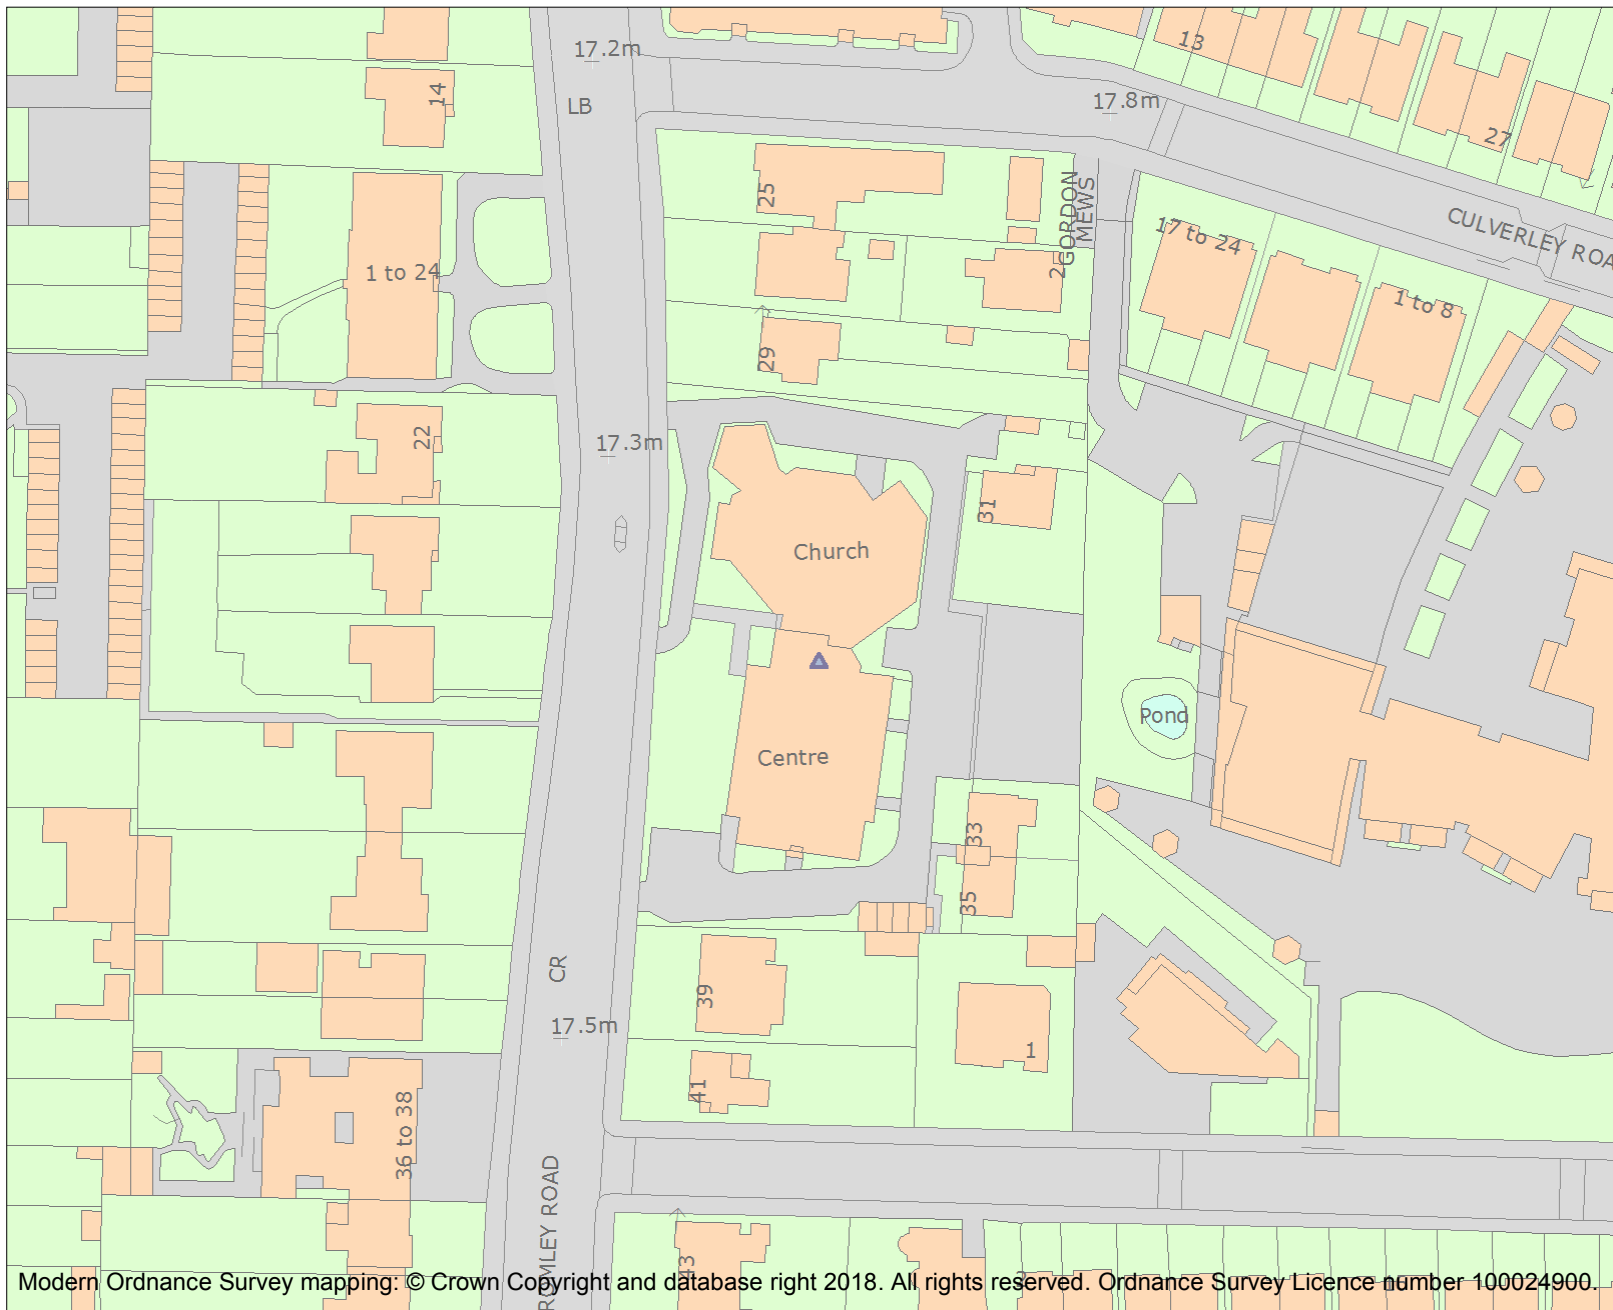 17.2m
13
14
LB
17.8m
27
25
GORDON
MEWS
CULVERLEY ROA
17 to 24
1 to 24
2
1 to 8
29
22
17.3m
31
Church
Pond
Centre
33
35
CR
39
17.5m
1
41
36 to 38
ROMLEY ROAD
43
Modern Ordnance Survey mapping: © Crown Copyright and database right 2018. All rights reserved. Ordnance Survey Licence number 100024900.